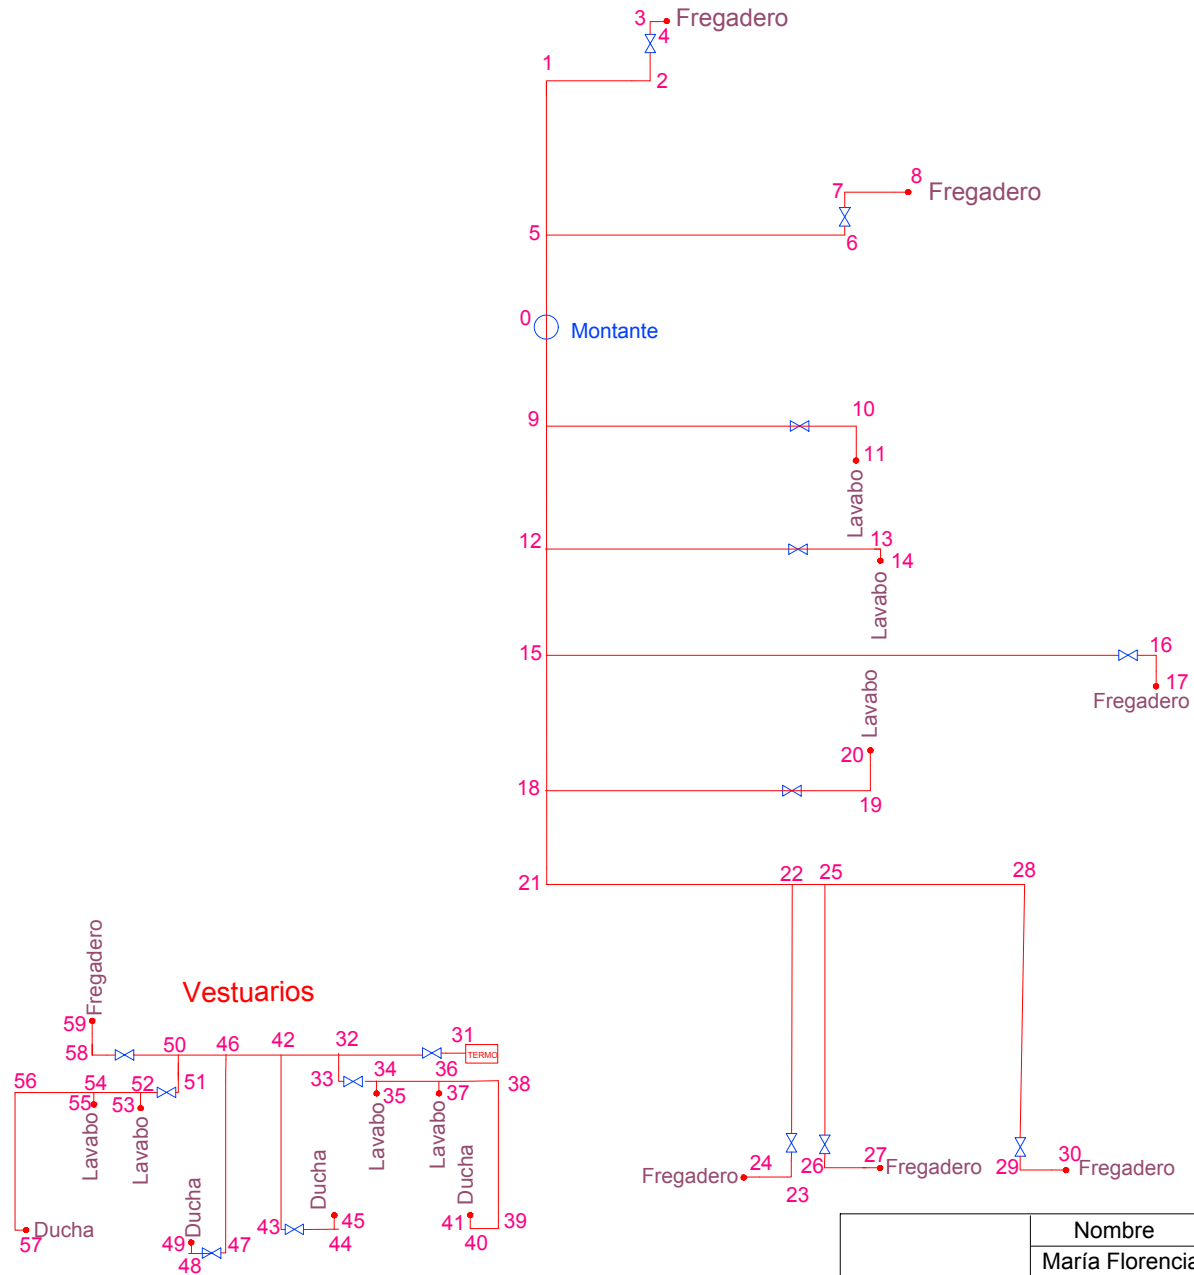 3
Fregadero
4
1
2
8
7
Fregadero
5
6
0
Montante
9
10
11
Lavabo
12
13
14
Lavabo
15
16
17
Fregadero
Lavabo
20
18
19
21
22
25
28
24
Fregadero
23
26
27
Fregadero
29
30
Fregadero
Vestuarios
Fregadero
59
58
50
46
42
32
31
TERMO
56
54
52
51
33
34
36
38
55
53
35
37
Lavabo
Lavabo
Lavabo
Lavabo
Ducha
57
Ducha
49
48
47
43
Ducha
45
44
Ducha
41
40
39
Nombre
María Florencia